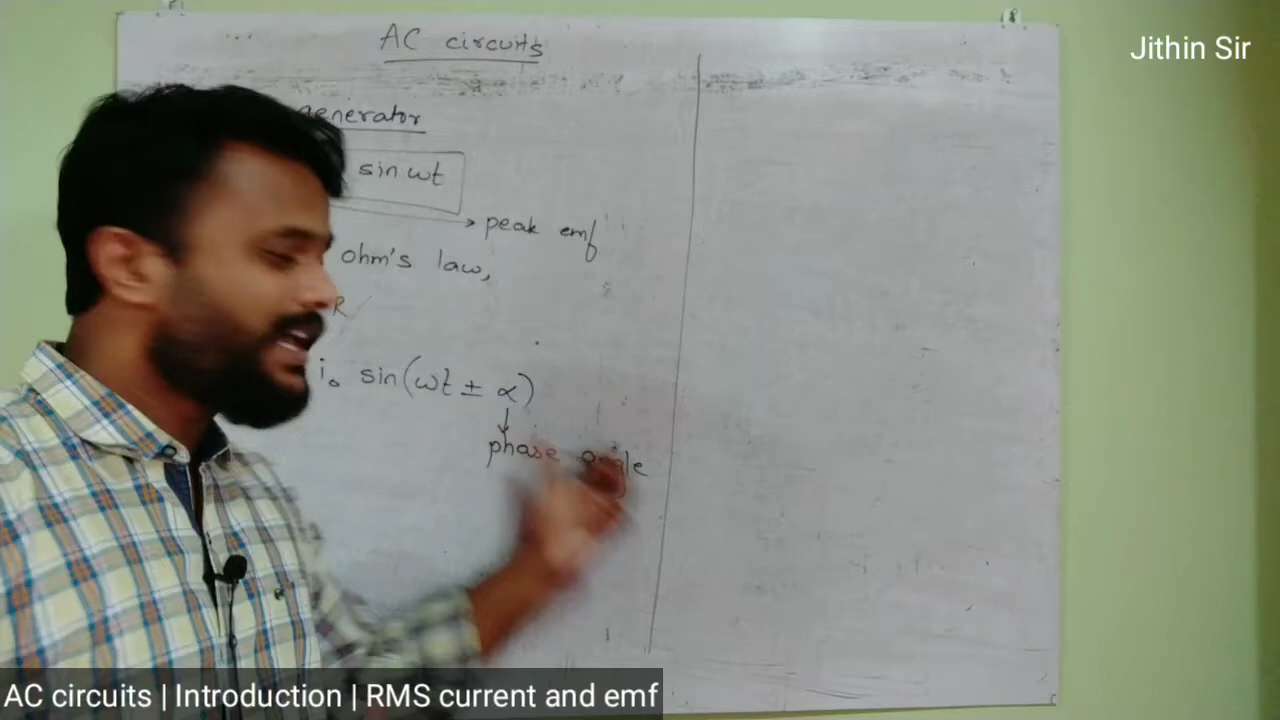 AC circuits
Jithin Sir
generator
sin ωt
→ peak emf
ohm's law,
R
i₀ sin(ωt ± α)
↓
phase angle
AC circuits | Introduction | RMS current and emf